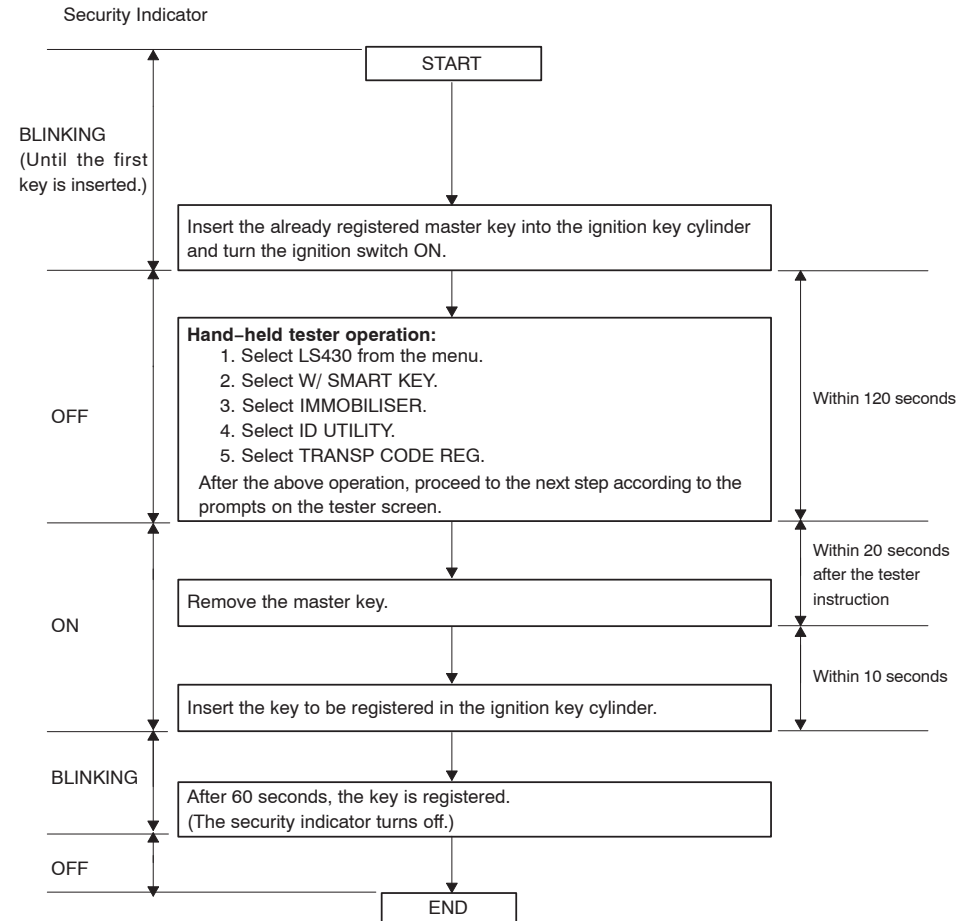 Security Indicator
START
BLINKING
(Until the first
key is inserted.)
Insert the already registered master key into the ignition key cylinder
and turn the ignition switch ON.
Hand–held tester operation:
1. Select LS430 from the menu.
2. Select W/ SMART KEY.
3. Select IMMOBILISER.
4. Select ID UTILITY.
5. Select TRANSP CODE REG.
After the above operation, proceed to the next step according to the
prompts on the tester screen.
OFF
Within 120 seconds
Within 20 seconds
after the tester
instruction
Remove the master key.
ON
Within 10 seconds
Insert the key to be registered in the ignition key cylinder.
BLINKING
After 60 seconds, the key is registered.
(The security indicator turns off.)
OFF
END